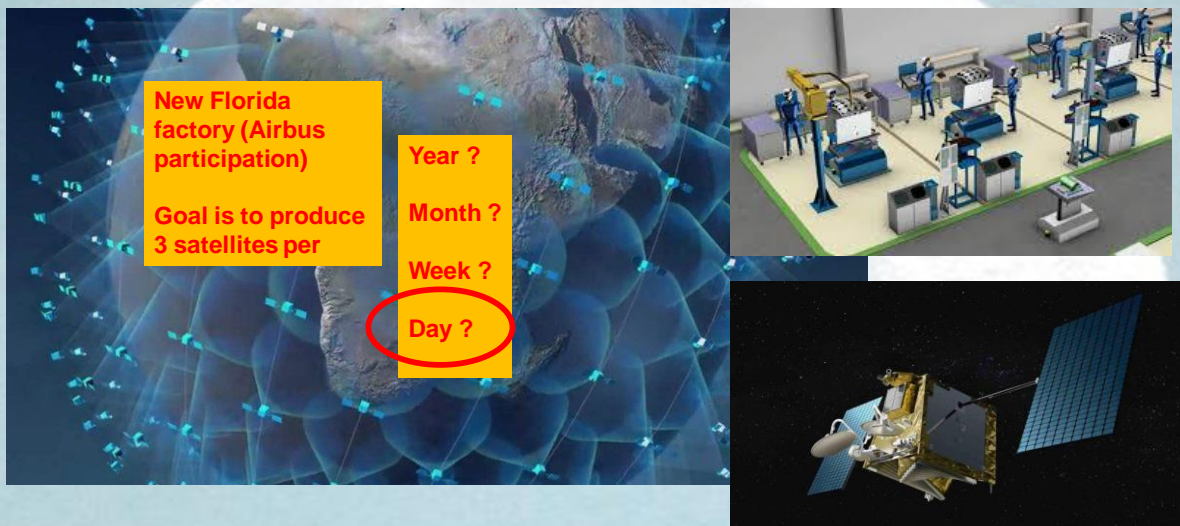 New Florida
factory (Airbus
participation)
Goal is to produce
3 satellites per
Year ?
Month ?
Week ?
Day ?